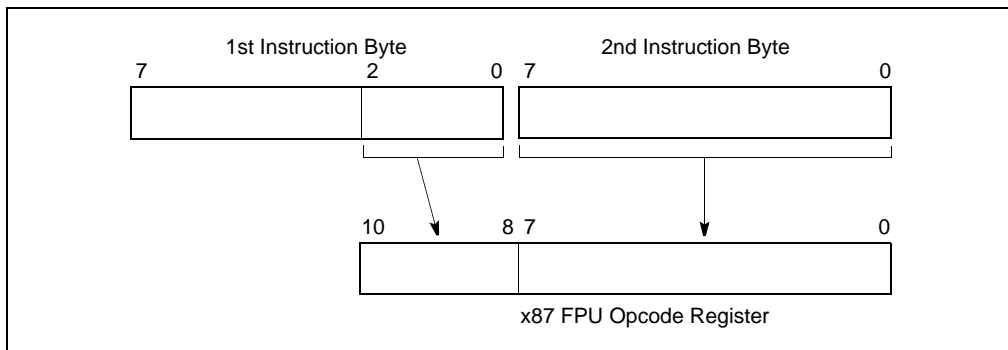 1st Instruction Byte 2nd Instruction Byte
7 2 0 7 0
10 8 7 0
x87 FPU Opcode Register